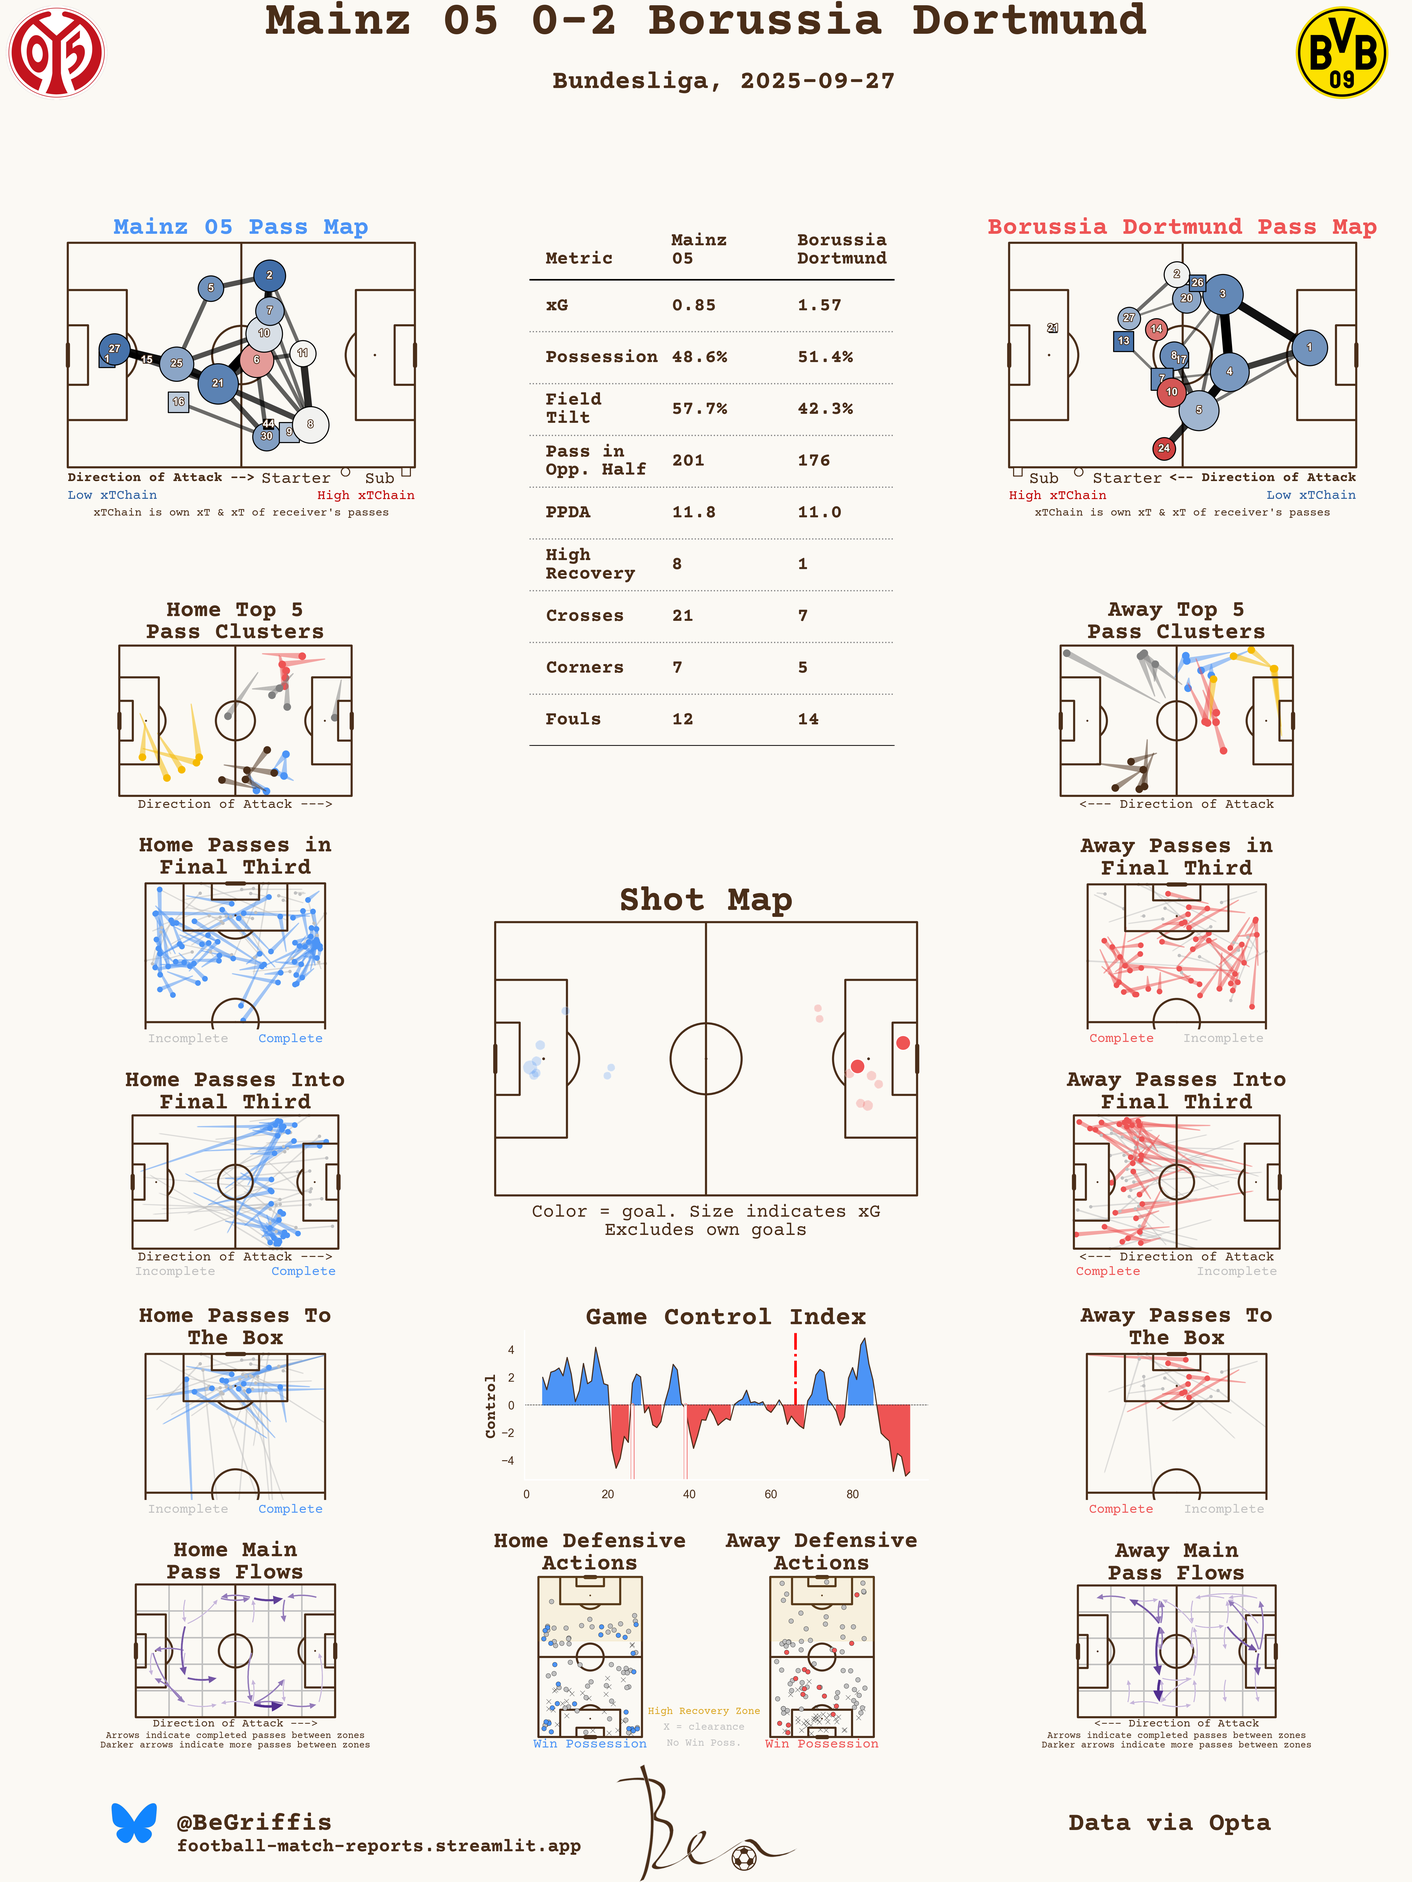 Mainz 05 0-2 Borussia Dortmund
Bundesliga, 2025-09-27
05
BVB
09
Mainz 05 Pass Map
5
2
7
10
11
6
27
1
15
25
21
16
44
30
9
8
Direction of Attack --> Starter Sub
Low xTChain High xTChain
xTChain is own xT & xT of receiver's passes
Metric Mainz 05 Borussia Dortmund
xG 0.85 1.57
Possession 48.6% 51.4%
Field Tilt 57.7% 42.3%
Pass in Opp. Half 201 176
PPDA 11.8 11.0
High Recovery 8 1
Crosses 21 7
Corners 7 5
Fouls 12 14
Borussia Dortmund Pass Map
2
26
3
20
27
14
21
13
8
17
1
7
4
10
5
24
Sub Starter <-- Direction of Attack
High xTChain Low xTChain
xTChain is own xT & xT of receiver's passes
Home Top 5
Pass Clusters
Direction of Attack --->
Away Top 5
Pass Clusters
<--- Direction of Attack
Home Passes in
Final Third
Incomplete Complete
Shot Map
Color = goal. Size indicates xG
Excludes own goals
Away Passes in
Final Third
Complete Incomplete
Home Passes Into
Final Third
Direction of Attack --->
Incomplete Complete
Away Passes Into
Final Third
<--- Direction of Attack
Complete Incomplete
Home Passes To
The Box
Incomplete Complete
Game Control Index
Control
4
2
0
−2
−4
0 20 40 60 80
Away Passes To
The Box
Complete Incomplete
Home Main
Pass Flows
Direction of Attack --->
Arrows indicate completed passes between zones
Darker arrows indicate more passes between zones
Home Defensive
Actions
Win Possession
High Recovery Zone
X = clearance
No Win Poss.
Away Defensive
Actions
Win Possession
Away Main
Pass Flows
<--- Direction of Attack
Arrows indicate completed passes between zones
Darker arrows indicate more passes between zones
@BeGriffis
football-match-reports.streamlit.app
Ben
Data via Opta